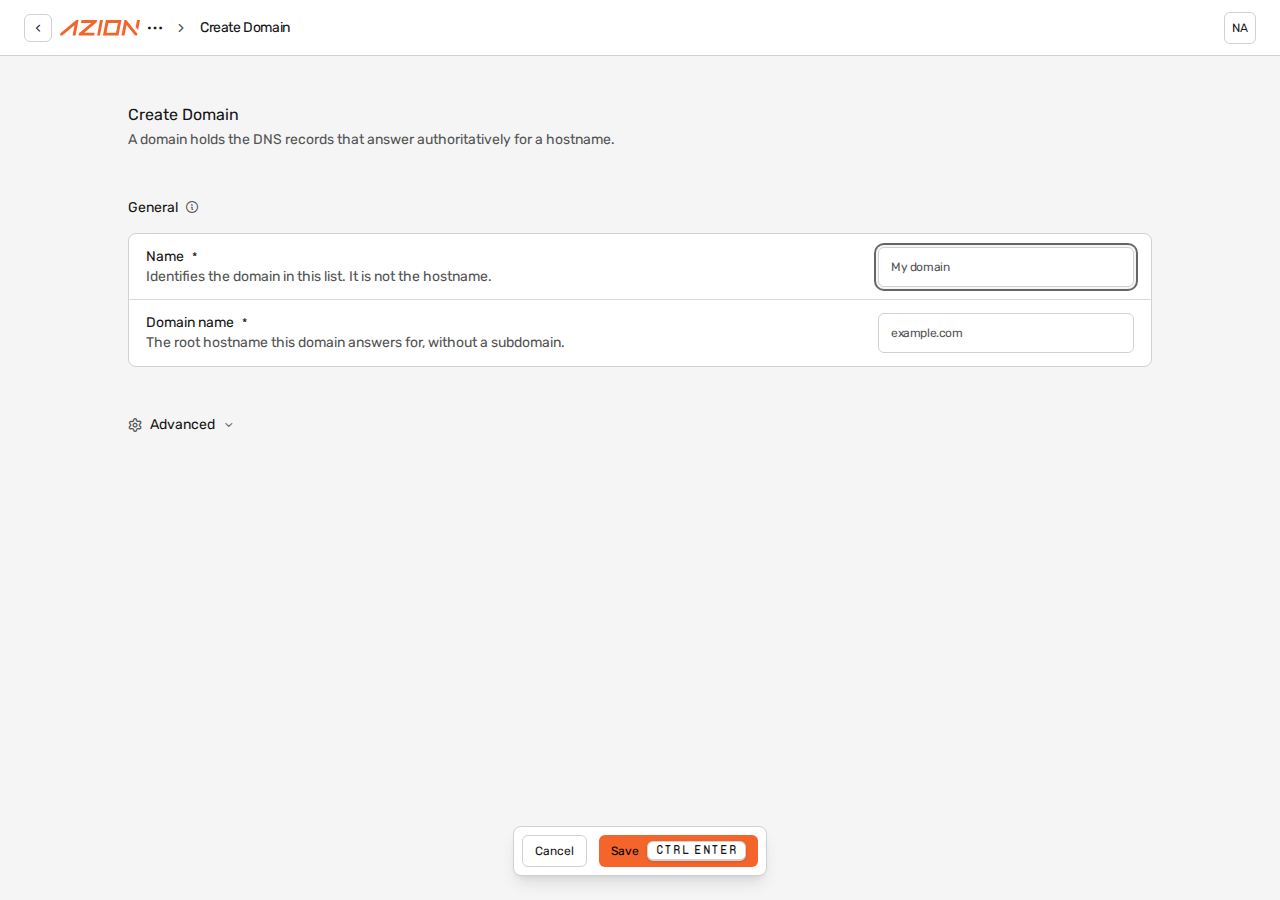 AZION
Create Domain
NA
Create Domain
A domain holds the DNS records that answer authoritatively for a hostname.
General
Name *
Identifies the domain in this list. It is not the hostname.
My domain
Domain name *
The root hostname this domain answers for, without a subdomain.
example.com
Advanced
Cancel
Save CTRL ENTER